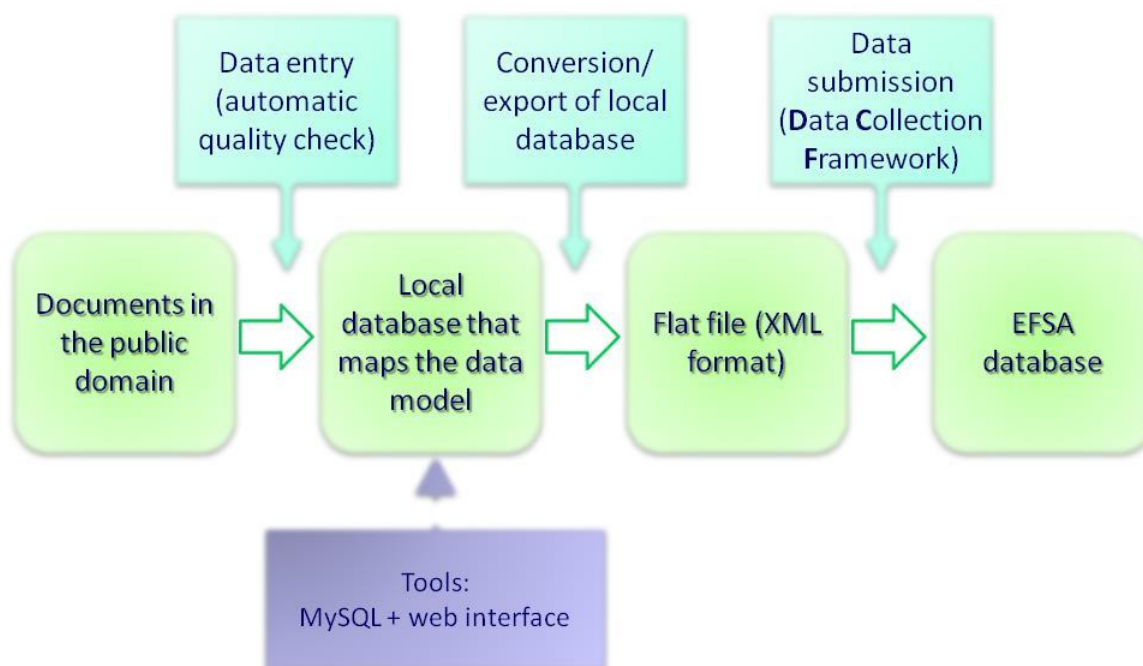 Data entry
(automatic
quality check)
Conversion/
export of local
database
Data
submission
(Data Collection
Framework)
Documents in
the public
domain
Local
database that
maps the data
model
Flat file (XML
format)
EFSA
database
Tools:
MySQL + web interface